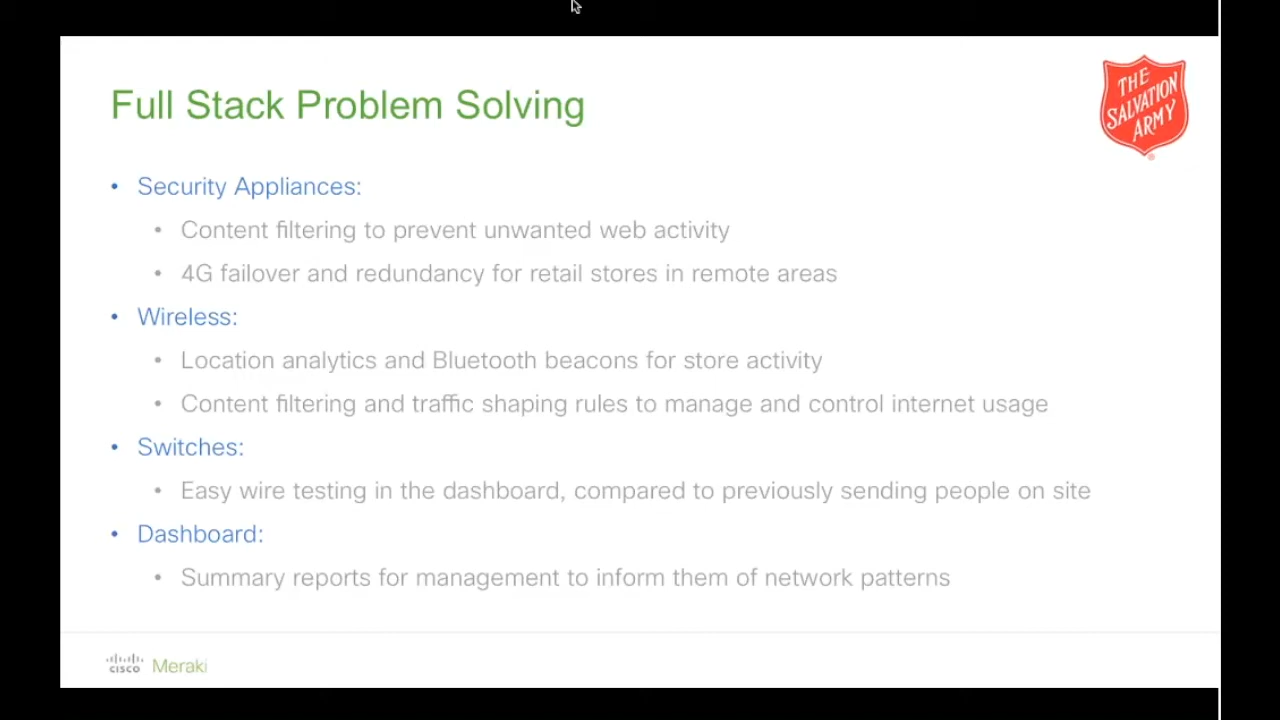 Full Stack Problem Solving
THE
SALVATION
ARMY
®
• Security Appliances:
• Content filtering to prevent unwanted web activity
• 4G failover and redundancy for retail stores in remote areas
• Wireless:
• Location analytics and Bluetooth beacons for store activity
• Content filtering and traffic shaping rules to manage and control internet usage
• Switches:
• Easy wire testing in the dashboard, compared to previously sending people on site
• Dashboard:
• Summary reports for management to inform them of network patterns
CISCO Meraki